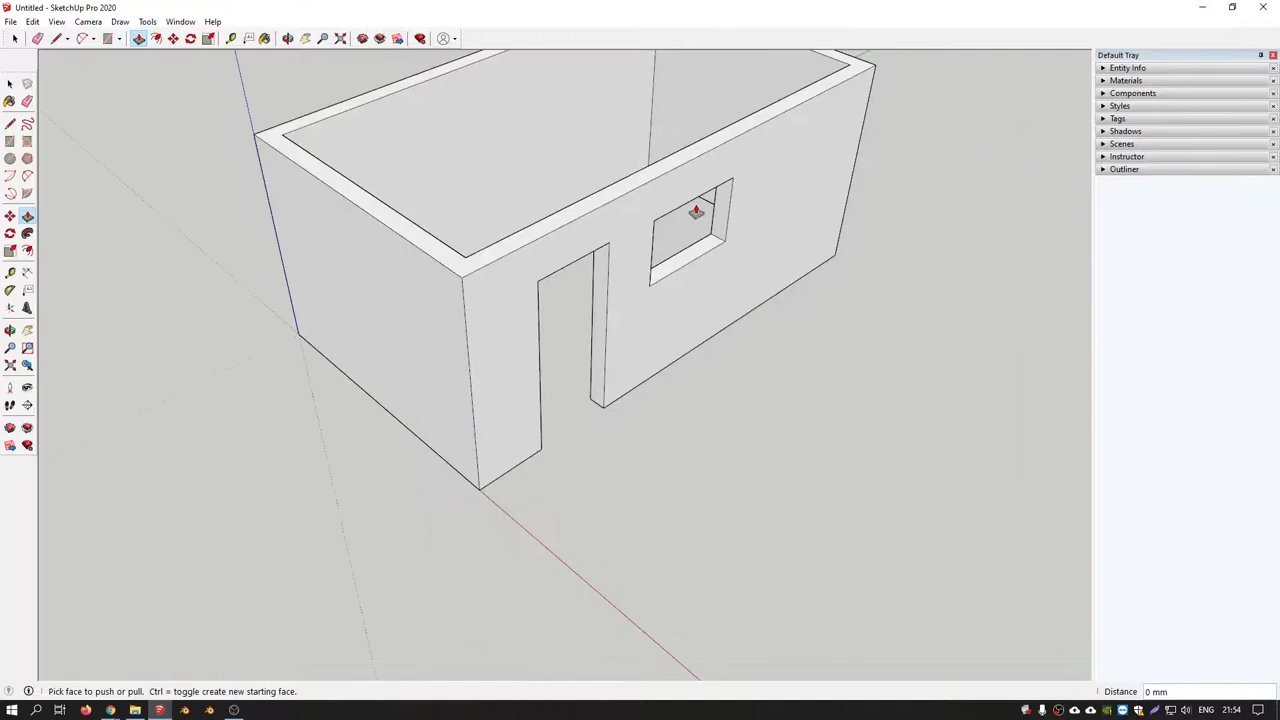 Untitled - SketchUp Pro 2020
File Edit View Camera Draw Tools Window Help
Default Tray
Entity Info
Materials
Components
Styles
Tags
Shadows
Scenes
Instructor
Outliner
Pick face to push or pull. Ctrl = toggle create new starting face.
Distance 0 mm
ENG 21:54